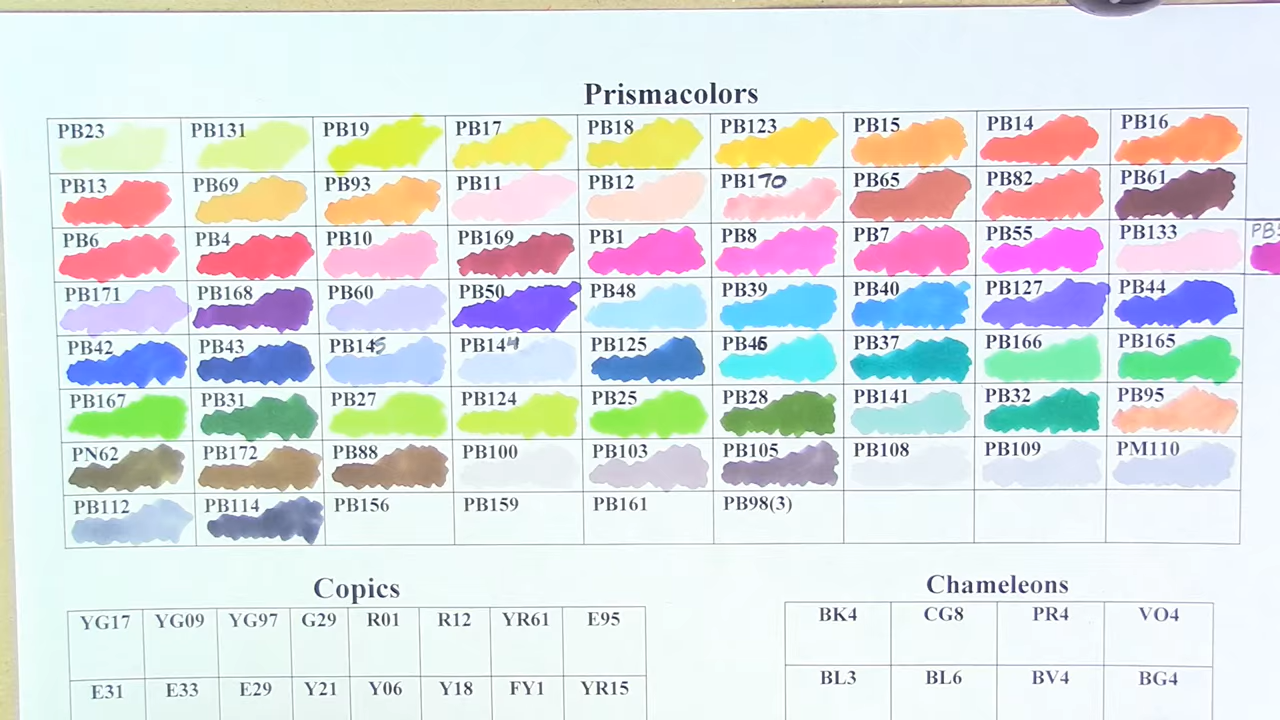 Prismacolors
PB23 PB131 PB19 PB17 PB18 PB123 PB15 PB14 PB16
PB13 PB69 PB93 PB11 PB12 PB170 PB65 PB82 PB61
PB6 PB4 PB10 PB169 PB1 PB8 PB7 PB55 PB133
PB171 PB168 PB60 PB50 PB48 PB39 PB40 PB127 PB44
PB42 PB43 PB145 PB144 PB125 PB46 PB37 PB166 PB165
PB167 PB31 PB27 PB124 PB25 PB28 PB141 PB32 PB95
PN62 PB172 PB88 PB100 PB103 PB105 PB108 PB109 PM110
PB112 PB114 PB156 PB159 PB161 PB98(3)
Copics
YG17 YG09 YG97 G29 R01 R12 YR61 E95
E31 E33 E29 Y21 Y06 Y18 FY1 YR15
Chameleons
BK4 CG8 PR4 VO4
BL3 BL6 BV4 BG4